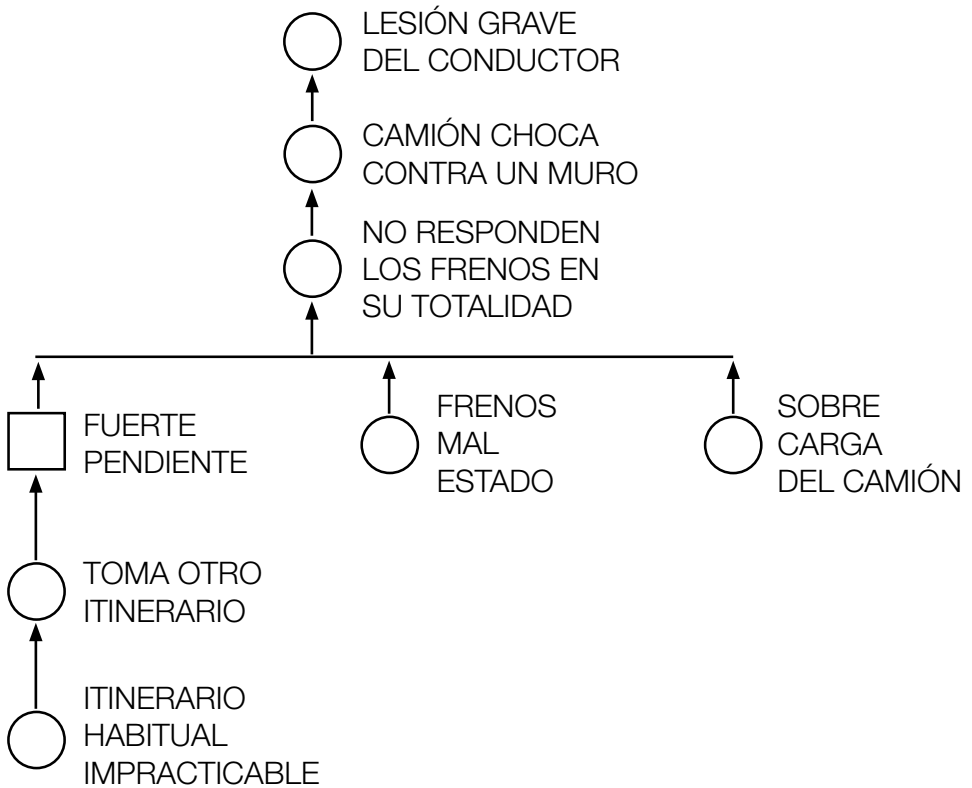 LESIÓN GRAVE
DEL CONDUCTOR
CAMIÓN CHOCA
CONTRA UN MURO
NO RESPONDEN
LOS FRENOS EN
SU TOTALIDAD
FUERTE
PENDIENTE
FRENOS
MAL
ESTADO
SOBRE
CARGA
DEL CAMIÓN
TOMA OTRO
ITINERARIO
ITINERARIO
HABITUAL
IMPRACTICABLE